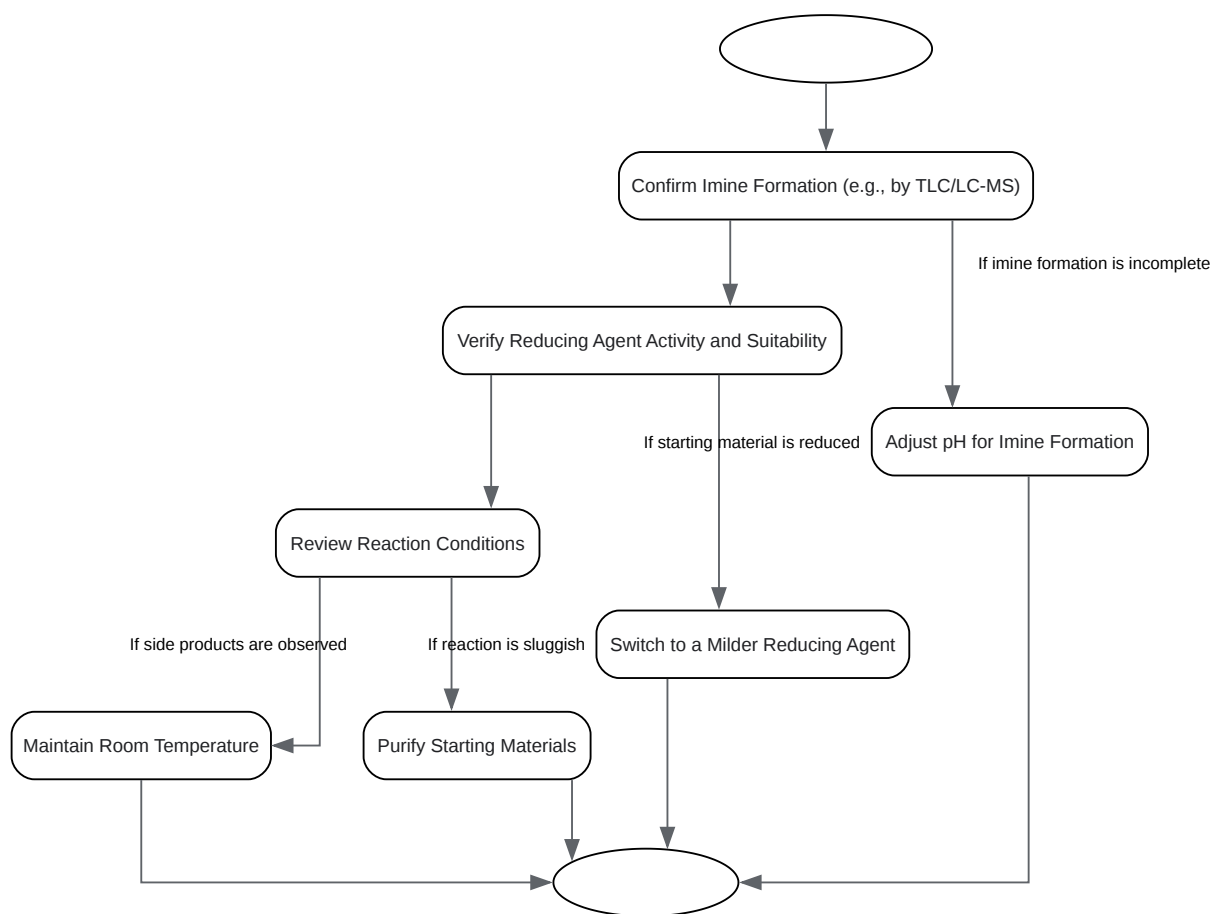 Confirm Imine Formation (e.g., by TLC/LC-MS)
If imine formation is incomplete
Verify Reducing Agent Activity and Suitability
If starting material is reduced
Adjust pH for Imine Formation
Review Reaction Conditions
If side products are observed
If reaction is sluggish
Switch to a Milder Reducing Agent
Maintain Room Temperature
Purify Starting Materials